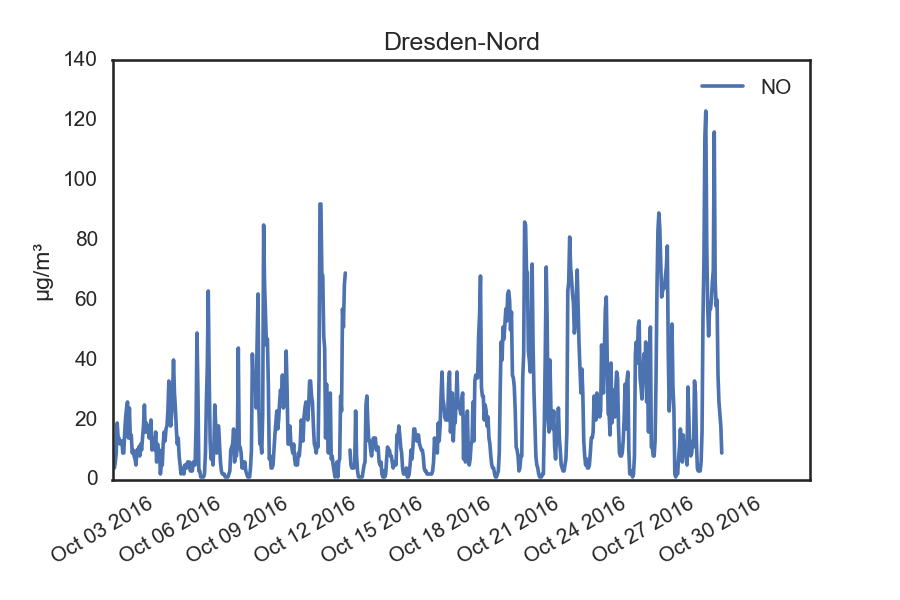 Dresden-Nord
NO
µg/m³
140
120
100
80
60
40
20
0
Oct 03 2016
Oct 06 2016
Oct 09 2016
Oct 12 2016
Oct 15 2016
Oct 18 2016
Oct 21 2016
Oct 24 2016
Oct 27 2016
Oct 30 2016